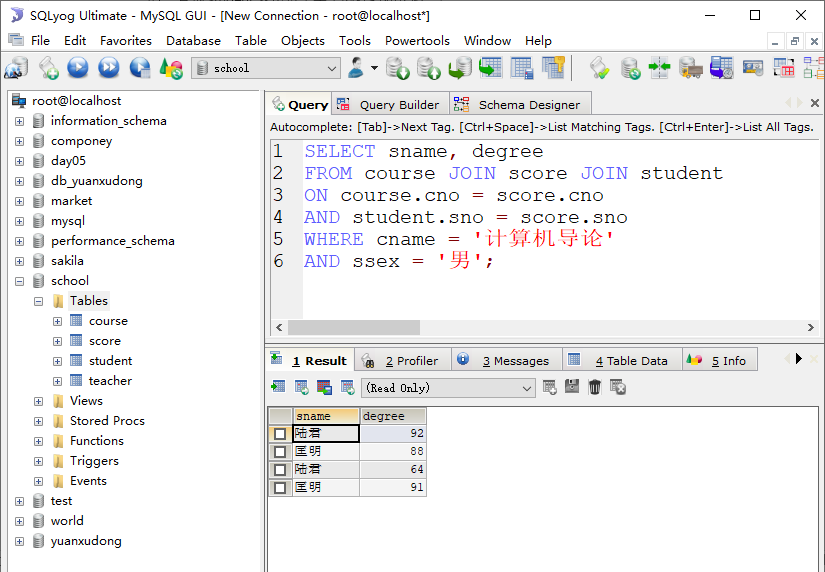 SQLyog Ultimate - MySQL GUI - [New Connection - root@localhost*]
File Edit Favorites Database Table Objects Tools Powertools Window Help
school
root@localhost
information_schema
componey
day05
db_yuanxudong
market
mysql
performance_schema
sakila
school
Tables
course
score
student
teacher
Views
Stored Procs
Functions
Triggers
Events
test
world
yuanxudong
Query Query Builder Schema Designer
Autocomplete: [Tab]->Next Tag. [Ctrl+Space]->List Matching Tags. [Ctrl+Enter]->List All Tags.
1 SELECT sname, degree
2 FROM course JOIN score JOIN student
3 ON course.cno = score.cno
4 AND student.sno = score.sno
5 WHERE cname = '计算机导论'
6 AND ssex = '男';
1 Result 2 Profiler 3 Messages 4 Table Data 5 Info
(Read Only)
sname degree
陆君 92
匡明 88
陆君 64
匡明 91